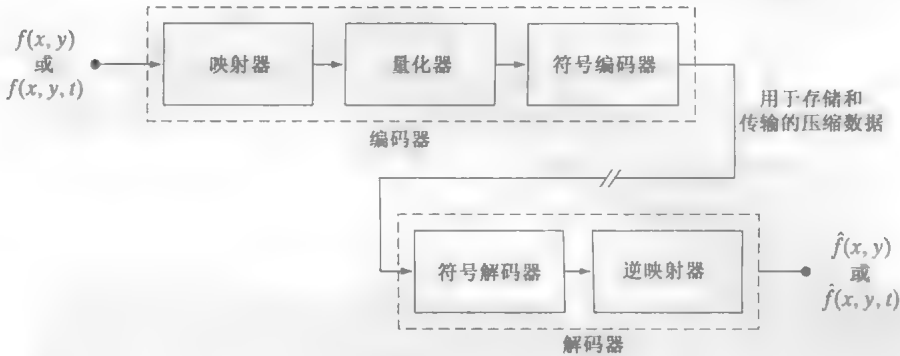 f(x, y)
或
f(x, y, t)
映射器
量化器
符号编码器
编码器
用于存储和
传输的压缩数据
符号解码器
逆映射器
解码器
f̂(x, y)
或
f̂(x, y, t)